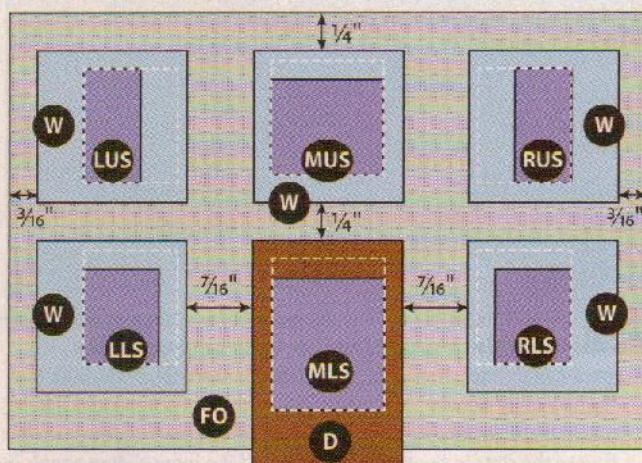 1/4"
W LUS MUS RUS W
W
3/16" 1/4" 3/16"
7/16" 7/16"
W LLS MLS RLS W
FO D